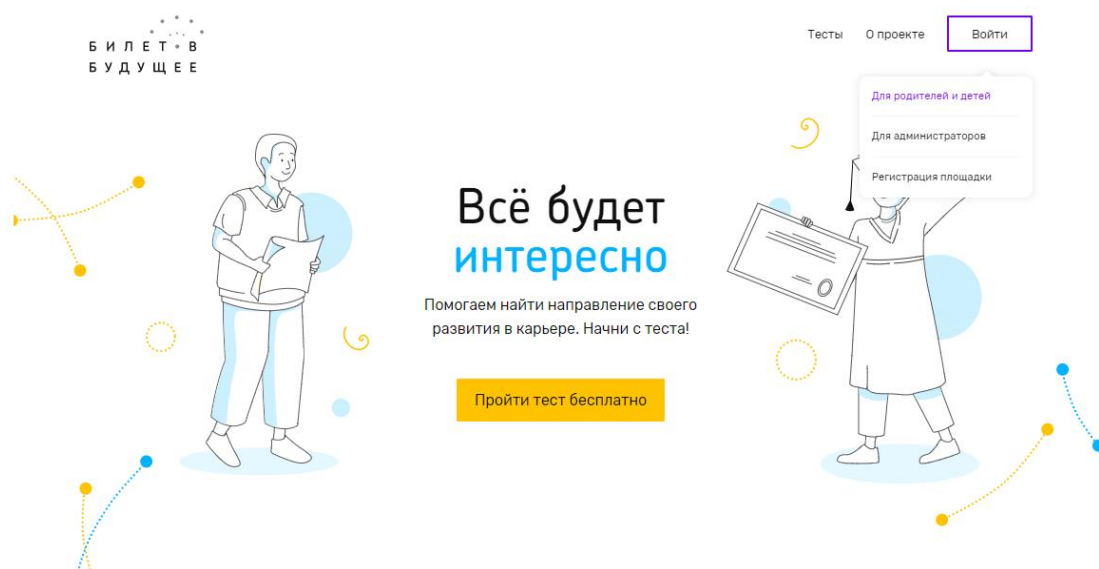 БИЛЕТ В
БУДУЩЕЕ
Тесты О проекте Войти
Для родителей и детей
Для администраторов
Регистрация площадки
Всё будет
интересно
Помогаем найти направление своего
развития в карьере. Начни с теста!
Пройти тест бесплатно